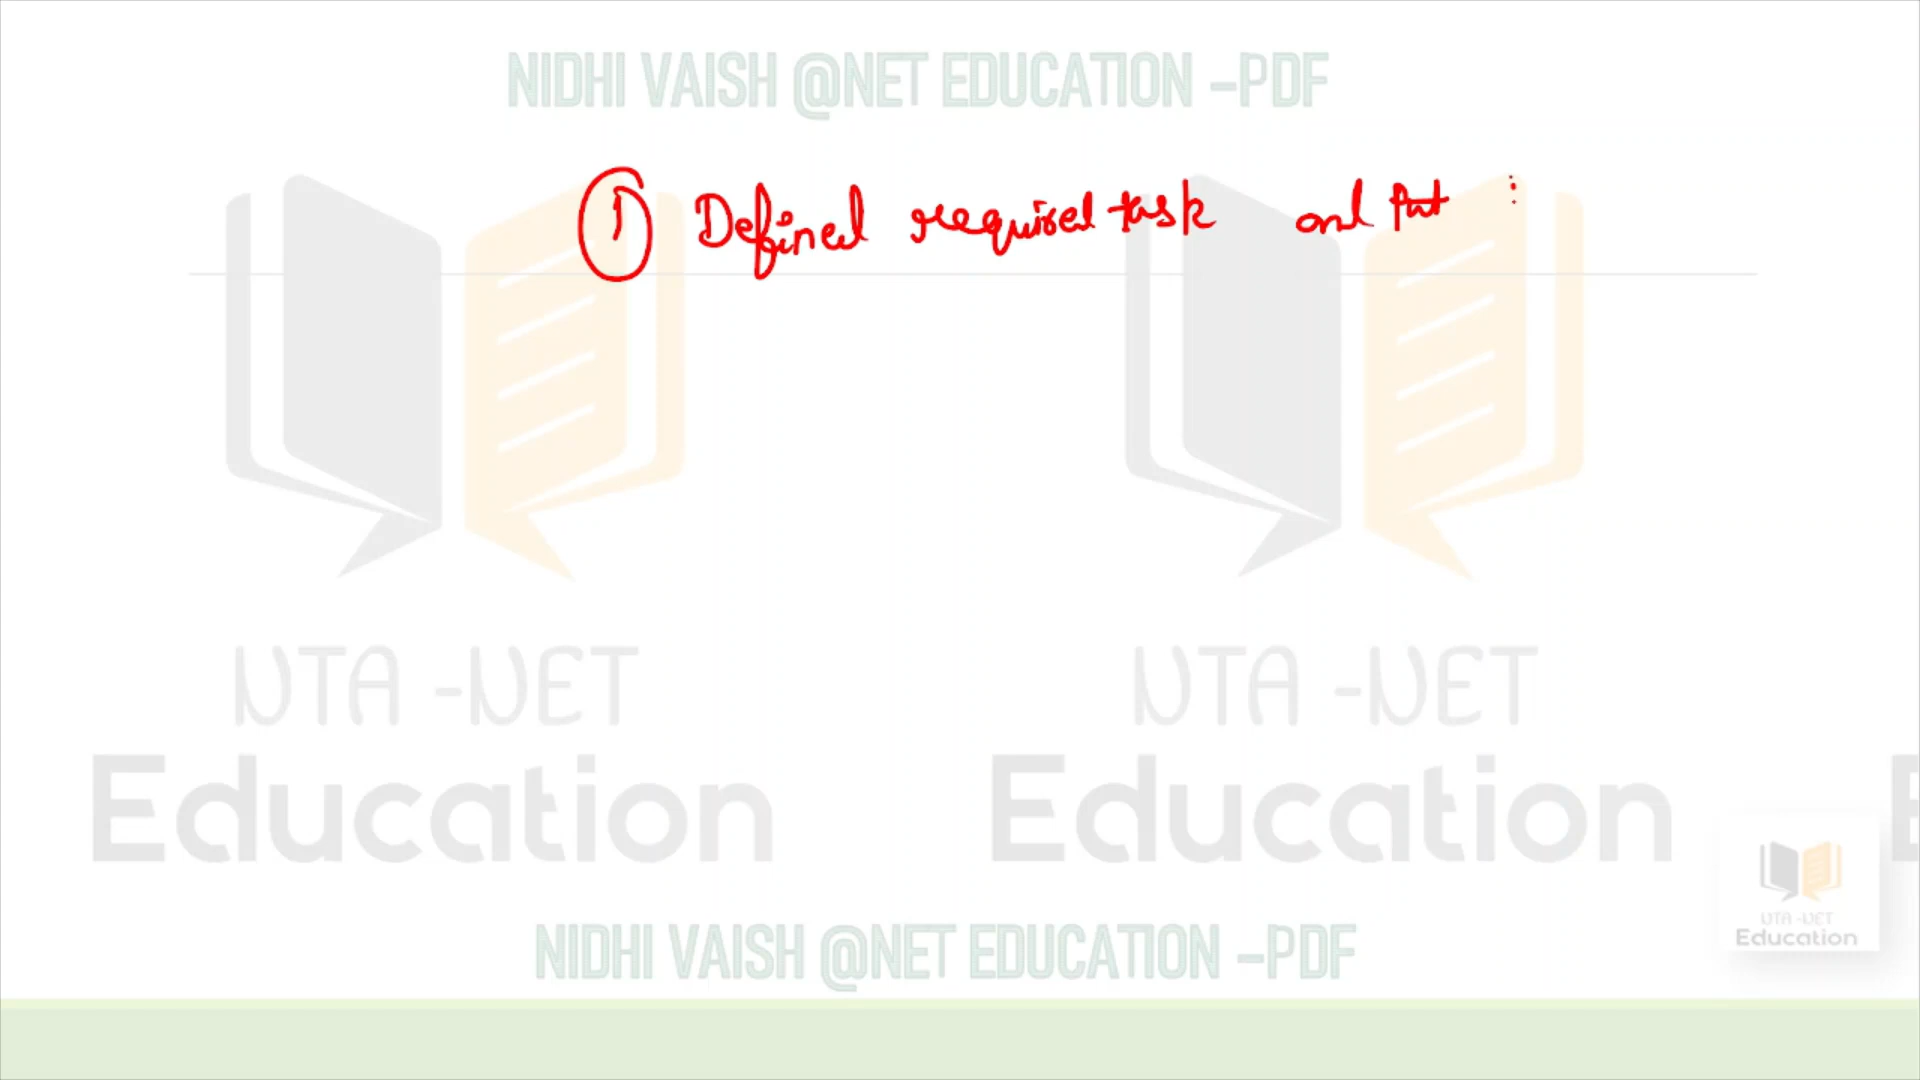 NIDHI VAISH @NET EDUCATION –PDF
① Defined required task and Put :
NTA -NET
Education
NTA -NET
Education
NTA -NET
Education
NIDHI VAISH @NET EDUCATION –PDF